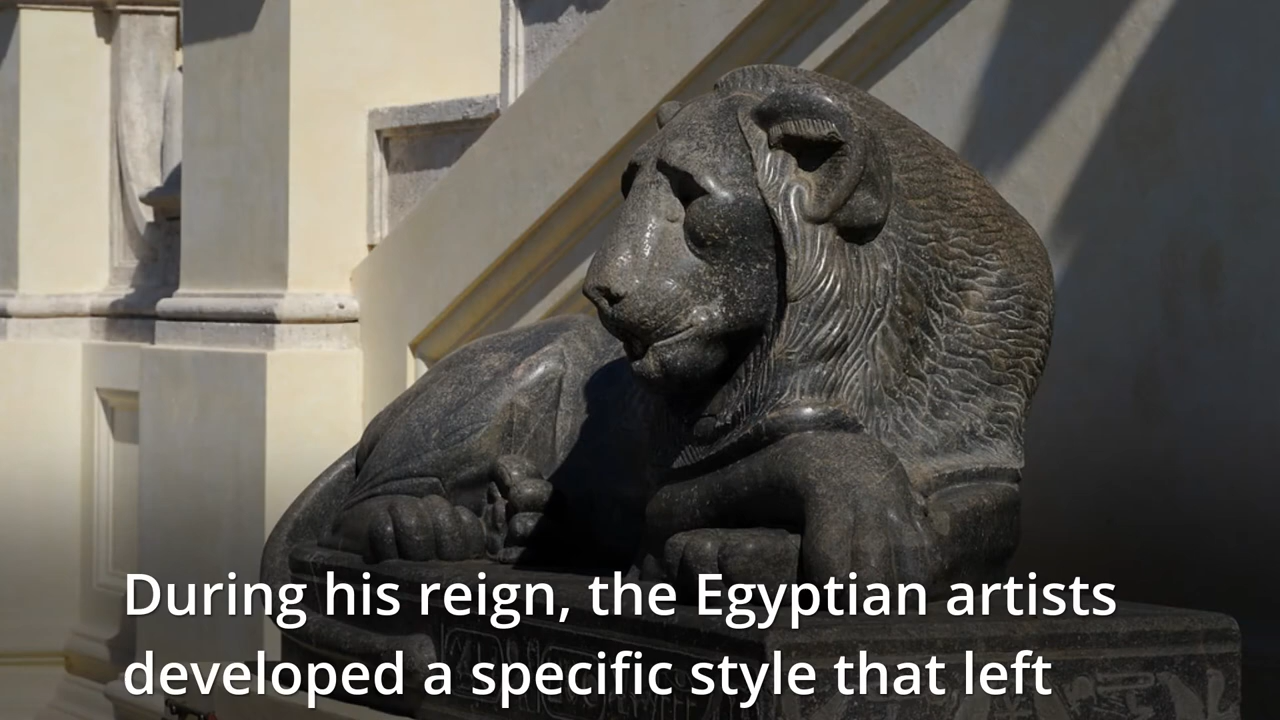 During his reign, the Egyptian artists
developed a specific style that left